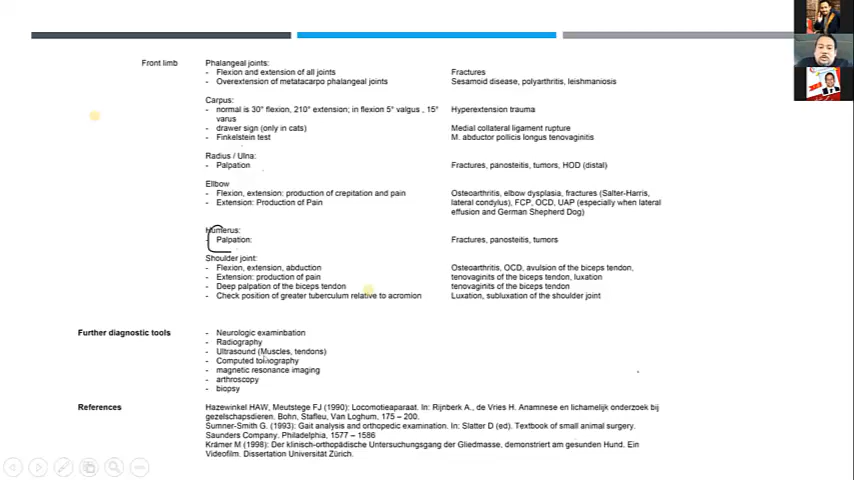 Front limb
Phalangeal joints:
- Flexion and extension of all joints Fractures
- Overextension of metatacarpo phalangeal joints Sesamoid disease, polyarthritis, leishmaniosis
Carpus:
- normal is 30° flexion, 210° extension; in flexion 5° valgus , 15° varus Hyperextension trauma
- drawer sign (only in cats) Medial collateral ligament rupture
- Finkelstein test M. abductor pollicis longus tenovaginitis
Radius / Ulna:
- Palpation Fractures, panosteitis, tumors, HOD (distal)
Ellbow
- Flexion, extension: production of crepitation and pain Osteoarthritis, elbow dysplasia, fractures (Salter-Harris,
- Extension: Production of Pain lateral condylus), FCP, OCD, UAP (especially when lateral
effusion and German Shepherd Dog)
Humerus:
- Palpation: Fractures, panosteitis, tumors
Shoulder joint:
- Flexion, extension, abduction Osteoarthritis, OCD, avulsion of the biceps tendon,
- Extension: production of pain tenovaginits of the biceps tendon, luxation
- Deep palpation of the biceps tendon tenovaginits of the biceps tendon
- Check position of greater tuberculum relative to acromion Luxation, subluxation of the shoulder joint
Further diagnostic tools
- Neurologic examinbation
- Radiography
- Ultrasound (Muscles, tendons)
- Computed tomography
- magnetic resonance imaging
- arthroscopy
- biopsy
References
Hazewinkel HAW, Meutstege FJ (1990): Locomotieaparaat. In: Rijnberk A., de Vries H. Anamnese en lichamelijk onderzoek bij
gezelschapsdieren. Bohn, Stafleu, Van Loghum, 175 – 200.
Sumner-Smith G. (1993): Gait analysis and orthopedic examination. In: Slatter D (ed). Textbook of small animal surgery.
Saunders Company. Philadelphia, 1577 – 1586
Krämer M (1998): Der klinisch-orthopädische Untersuchungsgang der Gliedmasse, demonstriert am gesunden Hund. Ein
Videofilm. Dissertation Universität Zürich.